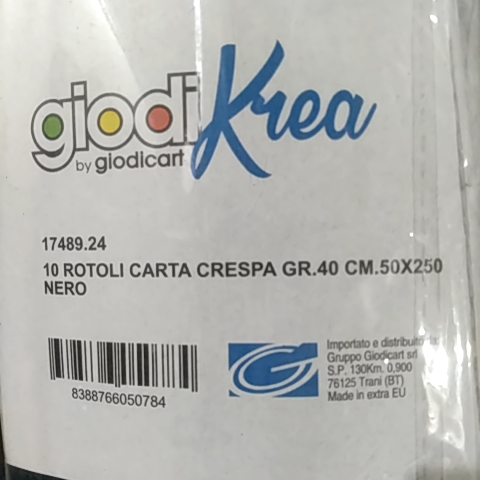 giodi Krea
by giodicart
17489.24
10 ROTOLI CARTA CRESPA GR.40 CM.50X250
NERO
8388766050784
Importato e distribuito da:
Gruppo Giodicart srl
S.P. 130Km. 0,900
76125 Trani (BT)
Made in extra EU